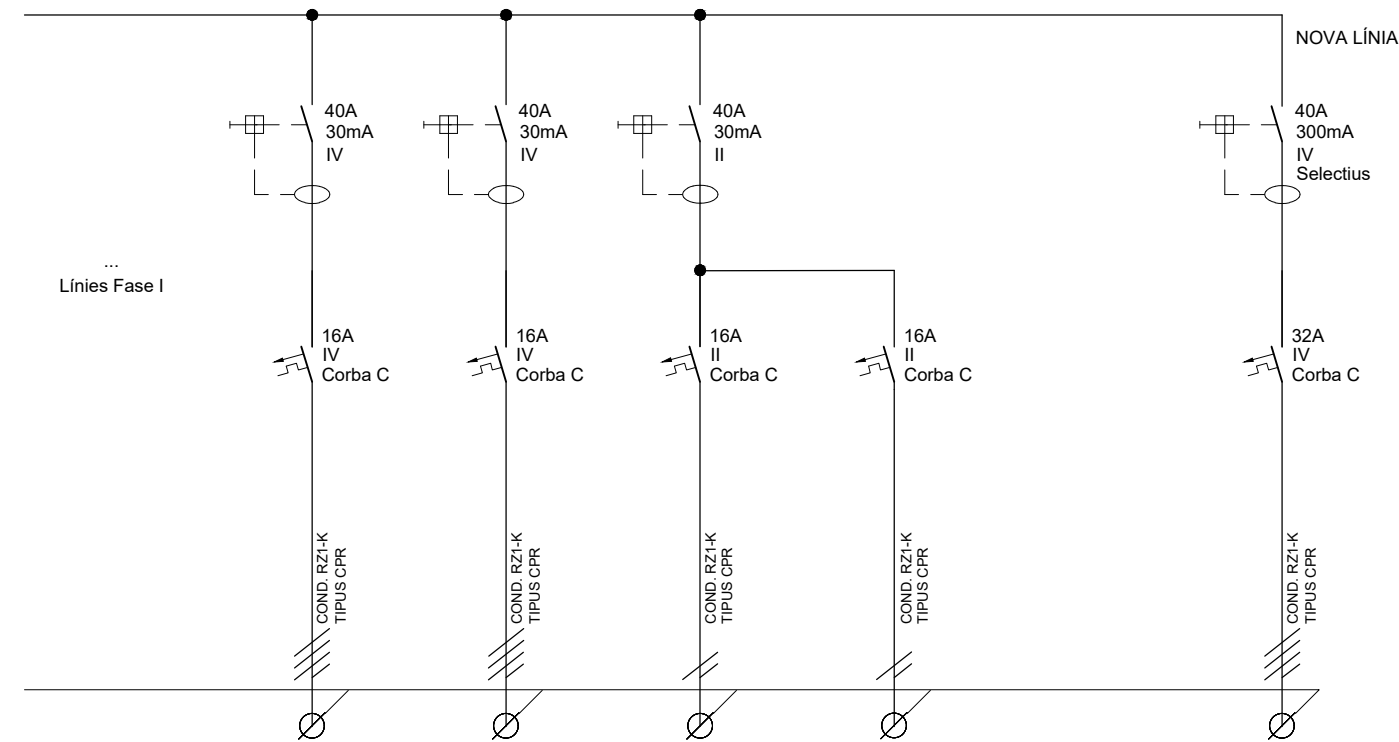 NOVA LÍNIA
40A
30mA
IV
40A
30mA
IV
40A
30mA
II
40A
300mA
IV
Selectius
...
Línies Fase I
16A
IV
Corba C
16A
IV
Corba C
16A
II
Corba C
16A
II
Corba C
32A
IV
Corba C
COND. RZ1-K
TIPUS CPR
COND. RZ1-K
TIPUS CPR
COND. RZ1-K
TIPUS CPR
COND. RZ1-K
TIPUS CPR
COND. RZ1-K
TIPUS CPR